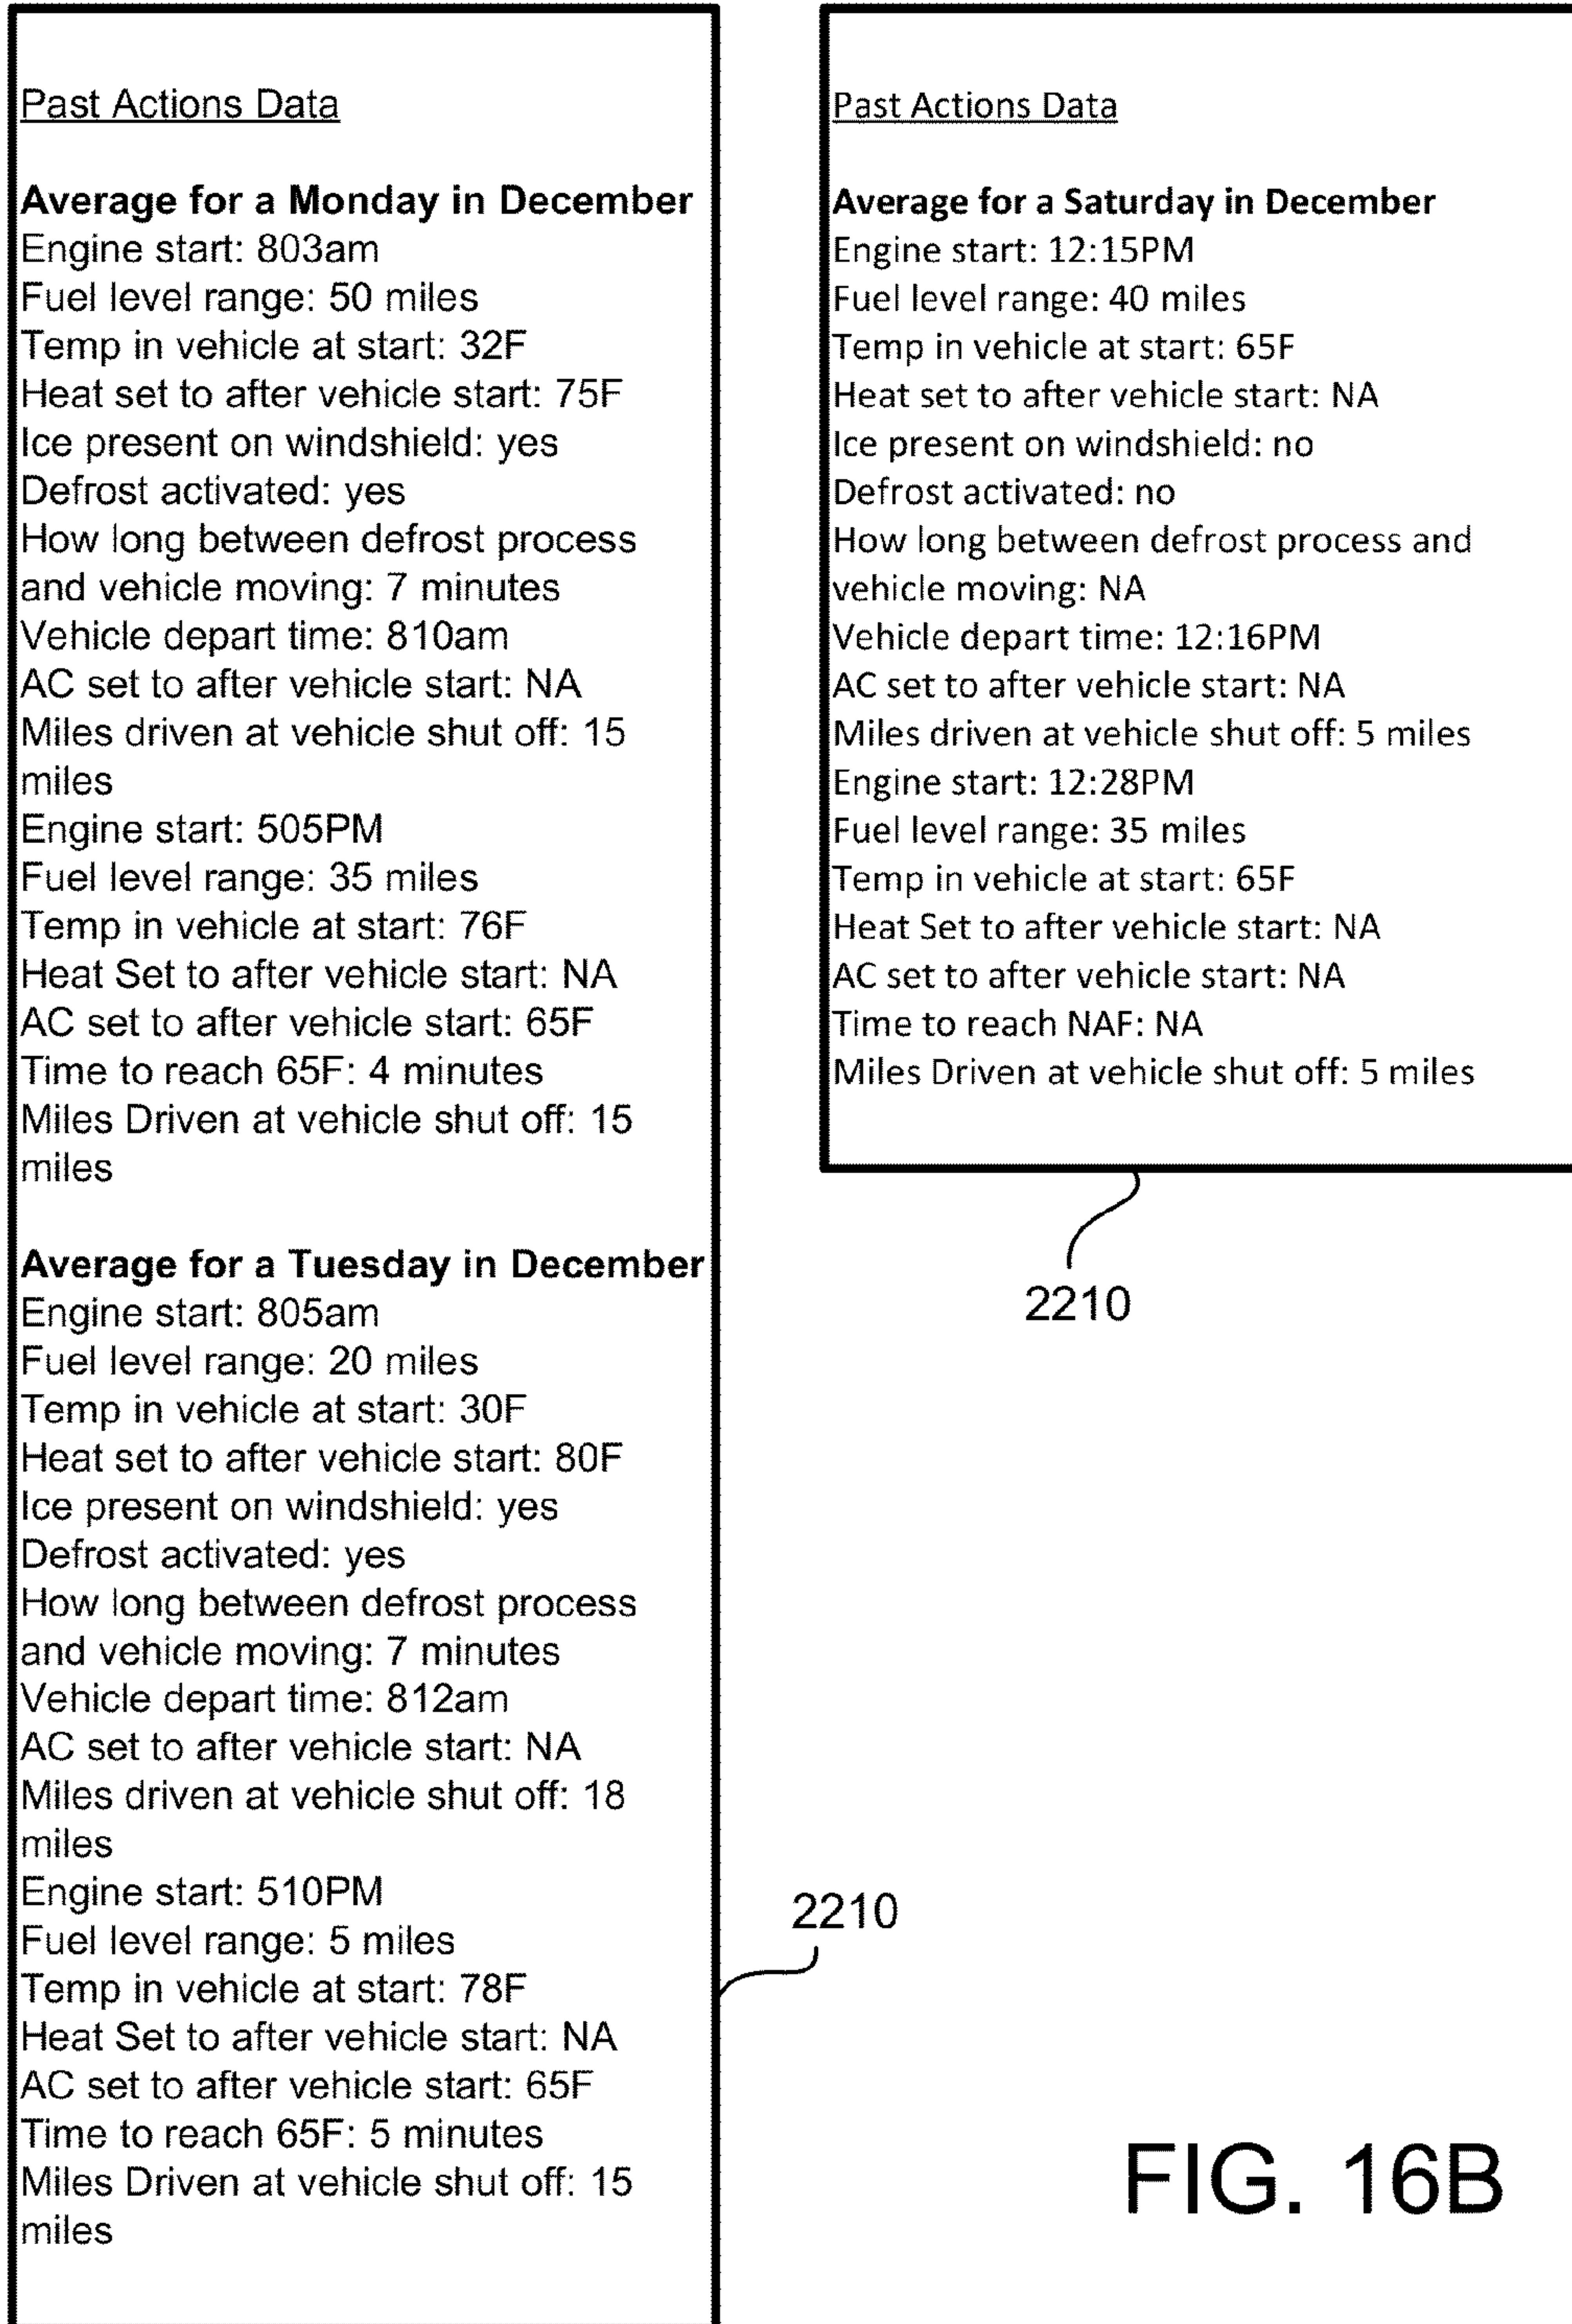 Past Actions Data
Average for a Monday in December
Engine start: 803am
Fuel level range: 50 miles
Temp in vehicle at start: 32F
Heat set to after vehicle start: 75F
Ice present on windshield: yes
Defrost activated: yes
How long between defrost process
and vehicle moving: 7 minutes
Vehicle depart time: 810am
AC set to after vehicle start: NA
Miles driven at vehicle shut off: 15
miles
Engine start: 505PM
Fuel level range: 35 miles
Temp in vehicle at start: 76F
Heat Set to after vehicle start: NA
AC set to after vehicle start: 65F
Time to reach 65F: 4 minutes
Miles Driven at vehicle shut off: 15
miles
Average for a Tuesday in December
Engine start: 805am
Fuel level range: 20 miles
Temp in vehicle at start: 30F
Heat set to after vehicle start: 80F
Ice present on windshield: yes
Defrost activated: yes
How long between defrost process
and vehicle moving: 7 minutes
Vehicle depart time: 812am
AC set to after vehicle start: NA
Miles driven at vehicle shut off: 18
miles
Engine start: 510PM
Fuel level range: 5 miles
Temp in vehicle at start: 78F
Heat Set to after vehicle start: NA
AC set to after vehicle start: 65F
Time to reach 65F: 5 minutes
Miles Driven at vehicle shut off: 15
miles
2210
Past Actions Data
Average for a Saturday in December
Engine start: 12:15PM
Fuel level range: 40 miles
Temp in vehicle at start: 65F
Heat set to after vehicle start: NA
Ice present on windshield: no
Defrost activated: no
How long between defrost process and
vehicle moving: NA
Vehicle depart time: 12:16PM
AC set to after vehicle start: NA
Miles driven at vehicle shut off: 5 miles
Engine start: 12:28PM
Fuel level range: 35 miles
Temp in vehicle at start: 65F
Heat Set to after vehicle start: NA
AC set to after vehicle start: NA
Time to reach NAF: NA
Miles Driven at vehicle shut off: 5 miles
2210
FIG. 16B